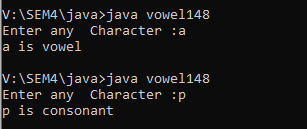 V:\SEM4\java>java vowel148
Enter any  Character :a
a is vowel
V:\SEM4\java>java vowel148
Enter any  Character :p
p is consonant